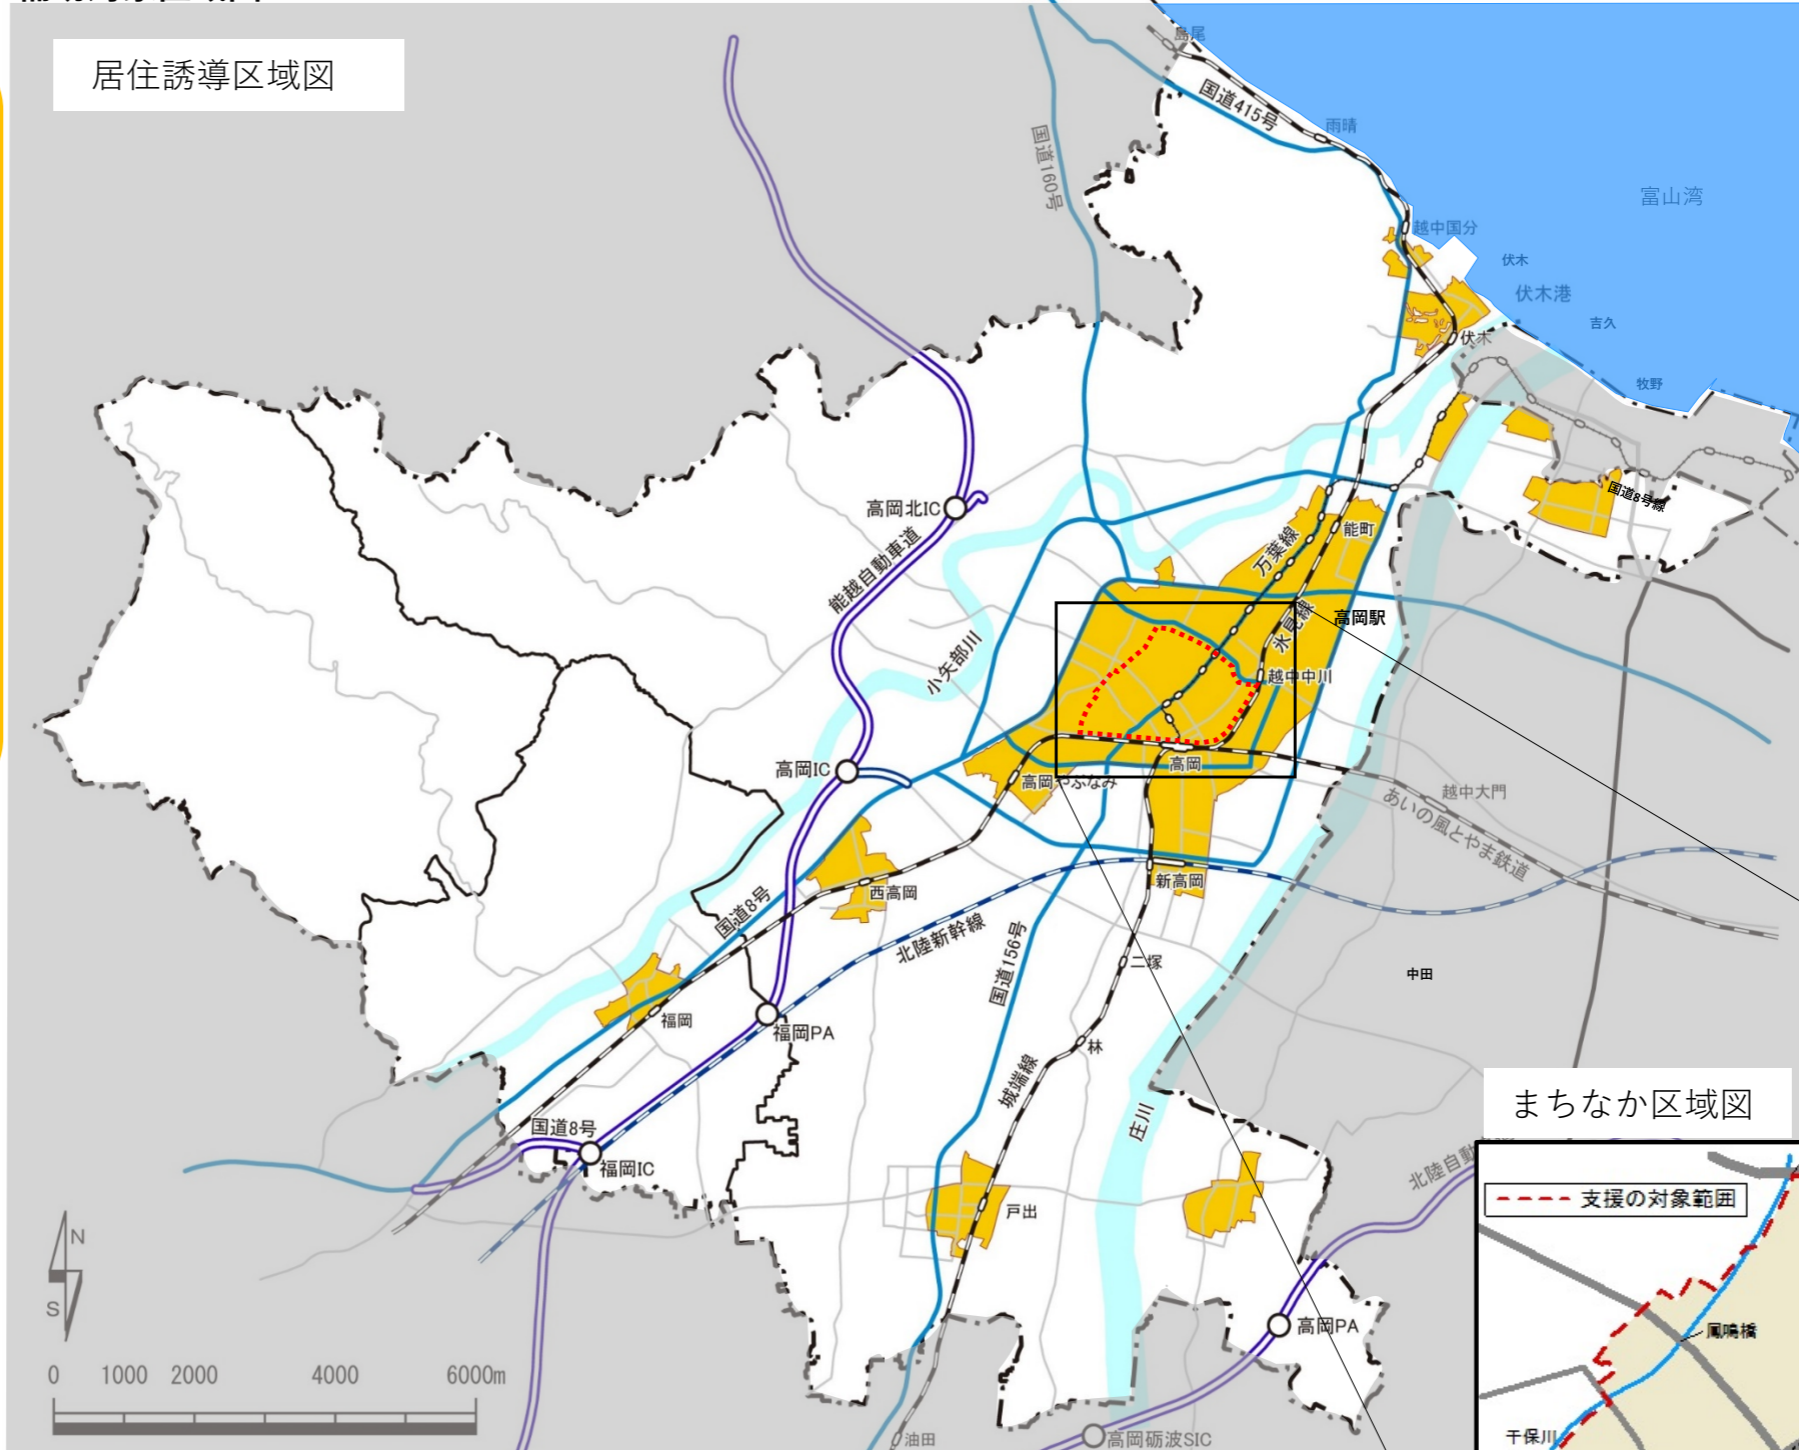 居住誘導区域図
島尾
国道415号
雨晴
国道160号
富山湾
越中国分
伏木
伏木港
吉久
伏木
牧野
高岡北IC
国道8号線
能町
万葉線
能越自動車道
氷見線
高岡駅
小矢部川
越中中川
高岡IC
高岡
高岡やぶなみ
越中大門
あいの風とやま鉄道
西高岡
新高岡
国道8号
北陸新幹線
国道156号
二塚
中田
福岡
福岡PA
林
城端線
庄川
まちなか区域図
国道8号
福岡IC
北陸自動
支援の対象範囲
戸出
N
S
高岡PA
鳳鳴橋
0 1000 2000 4000 6000m
千保川
油田
高岡砺波SIC